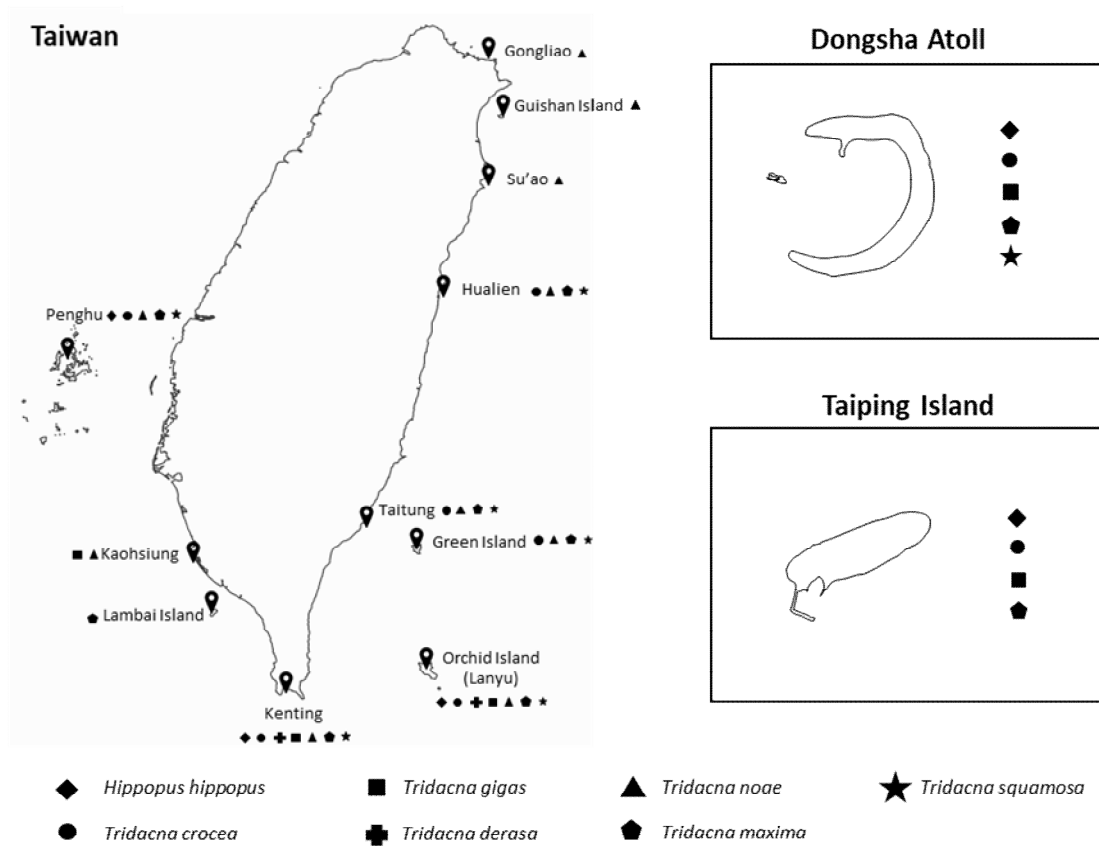 Taiwan
Gongliao
Guishan Island
Su'ao
Hualien
Penghu
Taitung
Green Island
Kaohsiung
Lambai Island
Orchid Island
(Lanyu)
Kenting
Dongsha Atoll
Taiping Island
Hippopus hippopus
Tridacna gigas
Tridacna noae
Tridacna squamosa
Tridacna crocea
Tridacna derasa
Tridacna maxima